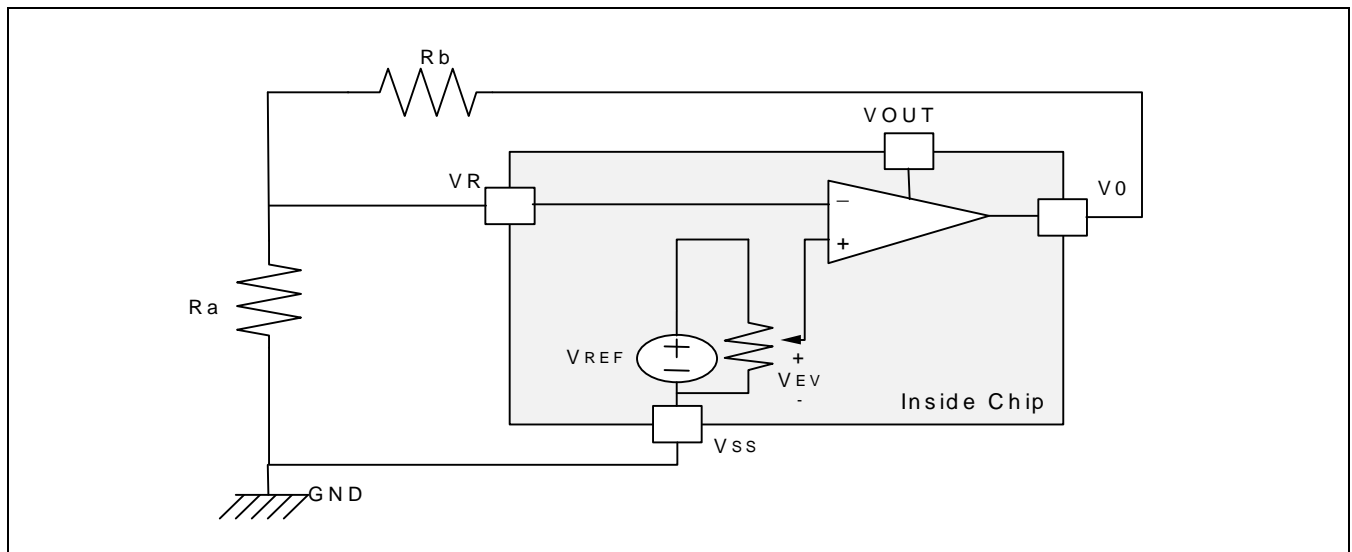 Rb
VOUT
VR
V0
−
+
Ra
VREF
+
−
+
VEV
-
Inside Chip
VSS
GND